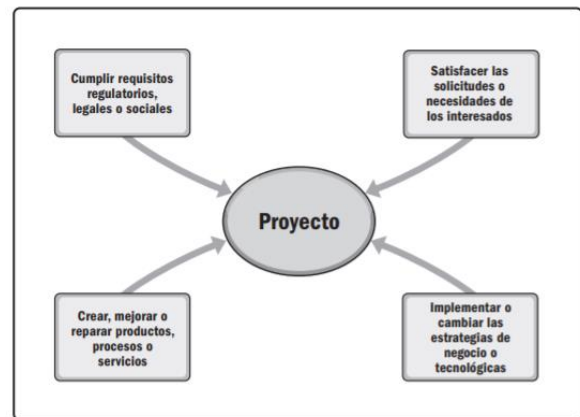 Cumplir requisitos
regulatorios,
legales o sociales
Satisfacer las
solicitudes o
necesidades de
los interesados
Proyecto
Crear, mejorar o
reparar productos,
procesos o
servicios
Implementar o
cambiar las
estrategias de
negocio o
tecnológicas